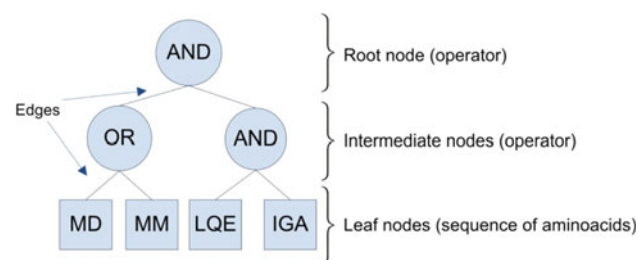 AND
Root node (operator)
Edges
OR
AND
Intermediate nodes (operator)
MD
MM
LQE
IGA
Leaf nodes (sequence of aminoacids)